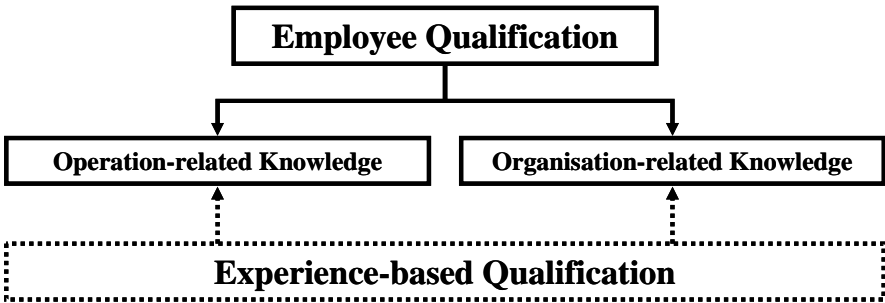 Employee Qualification
Operation-related Knowledge
Organisation-related Knowledge
Experience-based Qualification